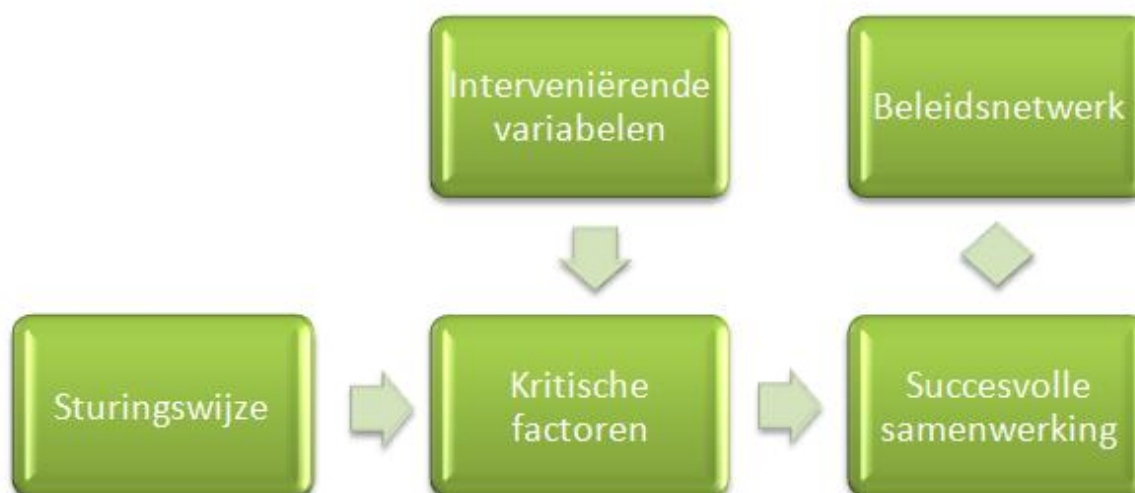 Interveniërende
variabelen
Beleidsnetwerk
Sturingswijze
Kritische
factoren
Succesvolle
samenwerking